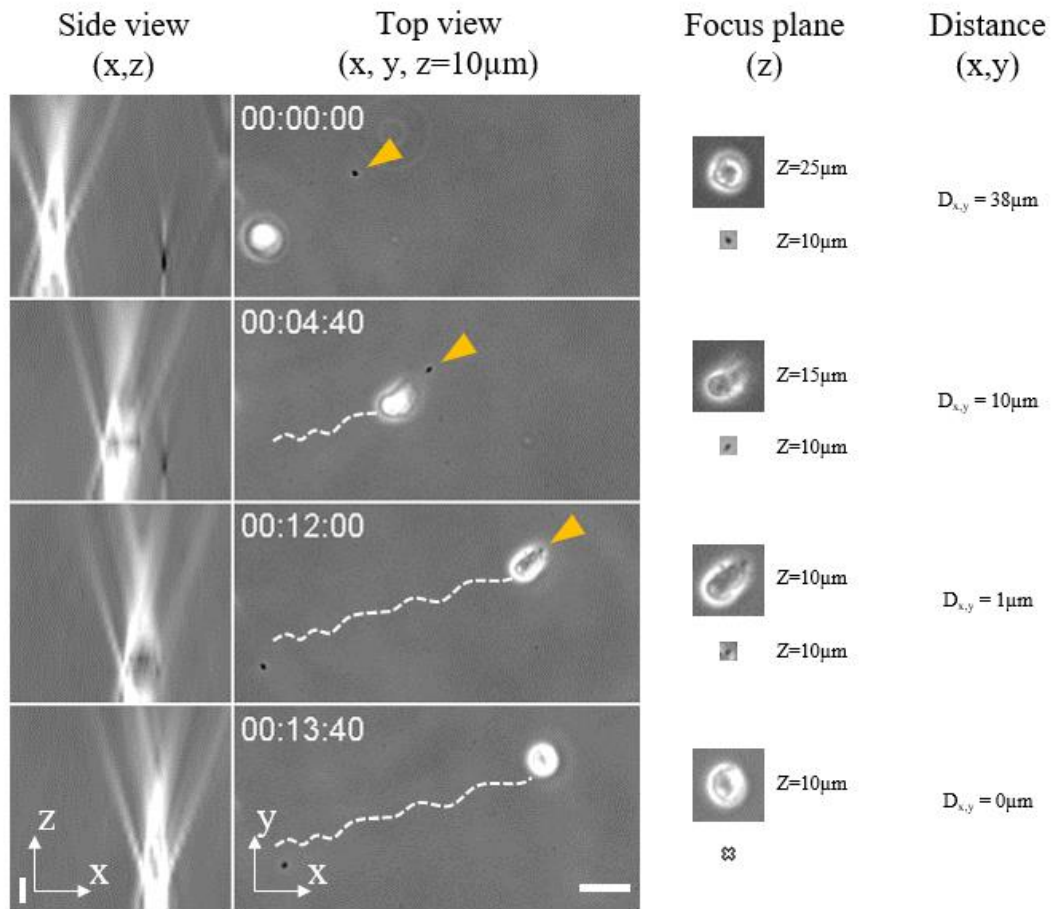 Side view
(x,z)
Top view
(x, y, z=10µm)
Focus plane
(z)
Distance
(x,y)
00:00:00
Z=25µm
Z=10µm
Dx,y = 38µm
00:04:40
Z=15µm
Z=10µm
Dx,y = 10µm
00:12:00
Z=10µm
Z=10µm
Dx,y = 1µm
00:13:40
Z=10µm
Dx,y = 0µm
z
x
y
x